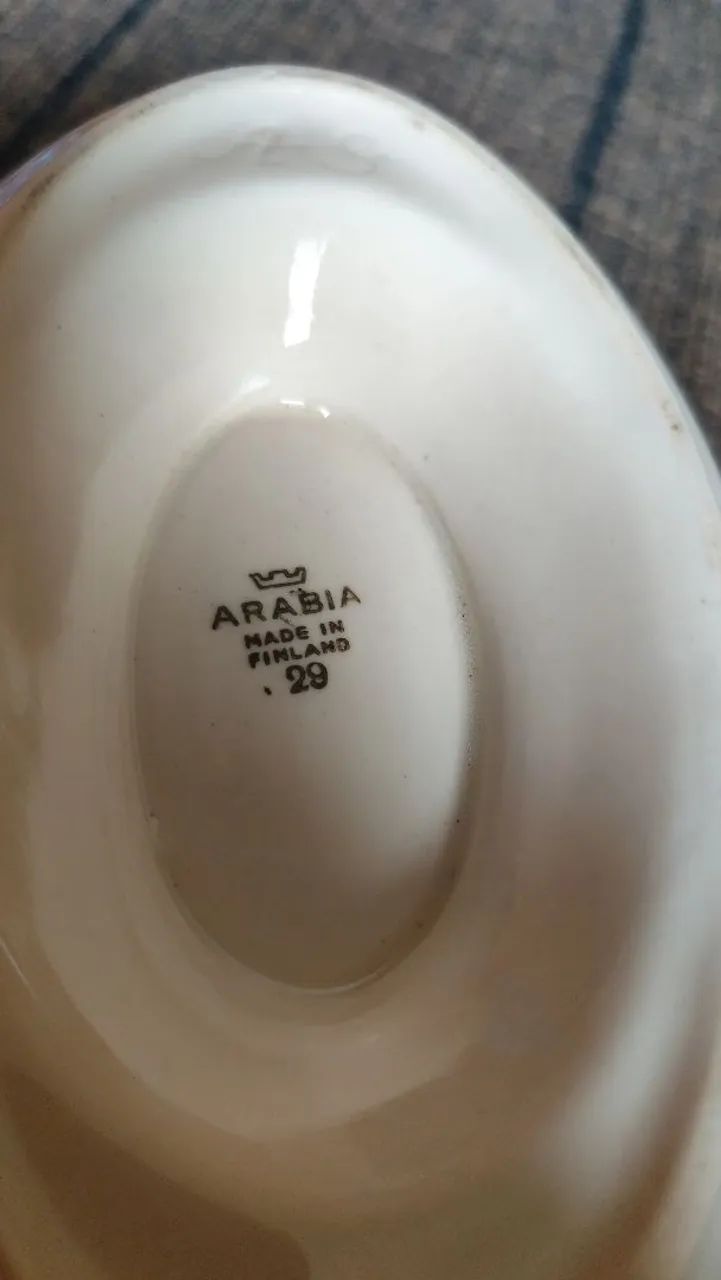 ARABIA
MADE IN
FINLAND
. 29